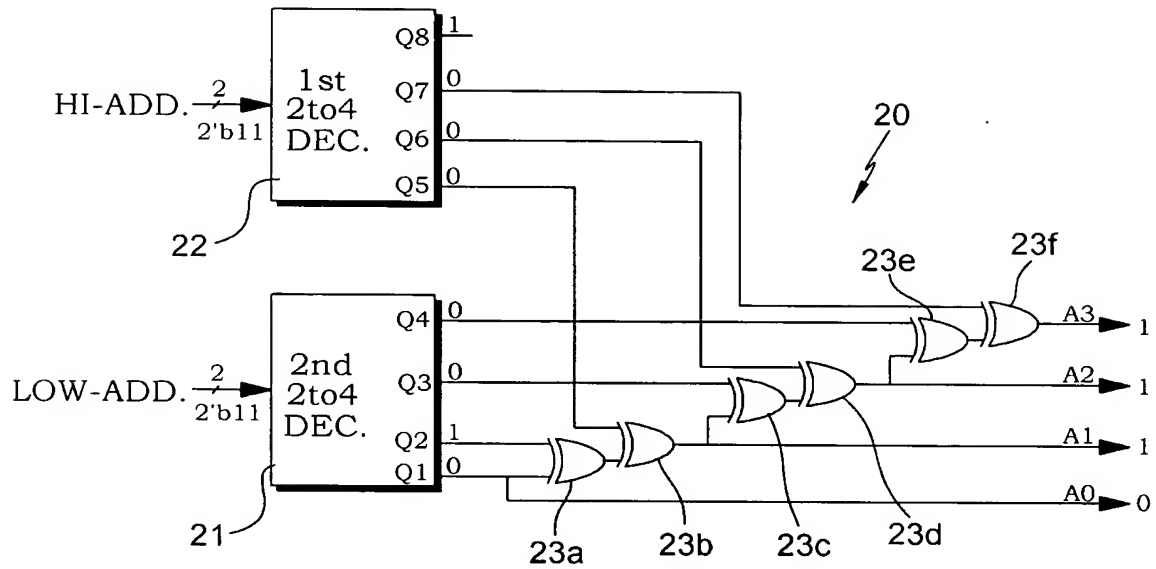 Q8 1
1st
2to4
DEC.
HI-ADD.
2
2'b11
Q7 0
Q6 0
Q5 0
22
20
23e
23f
2nd
2to4
DEC.
LOW-ADD.
2
2'b11
Q4 0
Q3 0
Q2 1
Q1 0
21
A3 1
A2 1
A1 1
A0 0
23a
23b
23c
23d